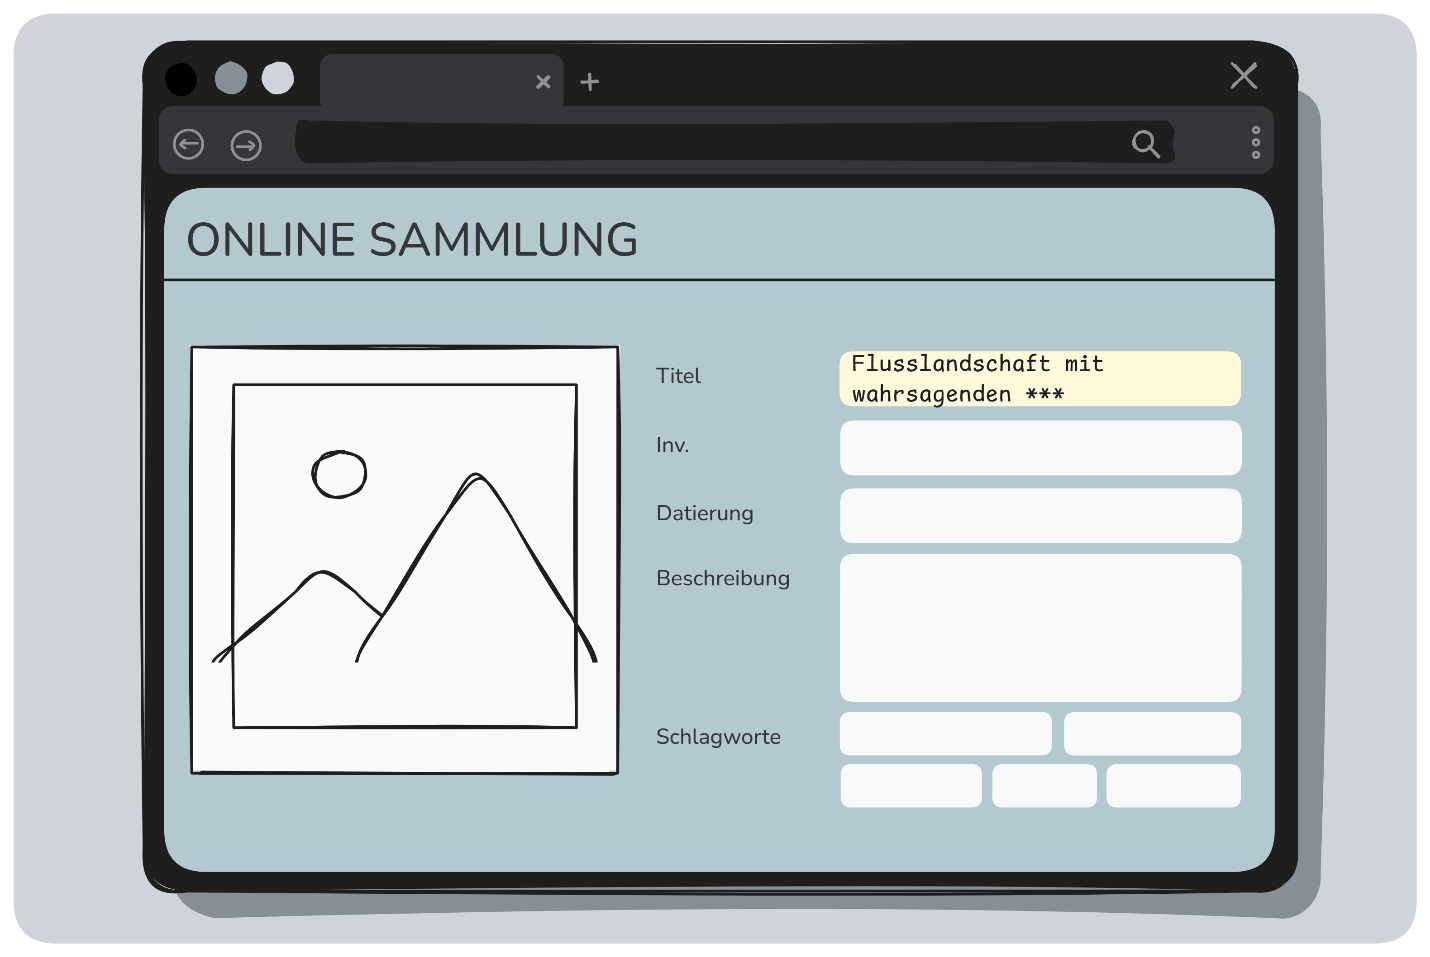 ONLINE SAMMLUNG
Titel
Flusslandschaft mit
wahrsagenden ***
Inv.
Datierung
Beschreibung
Schlagworte